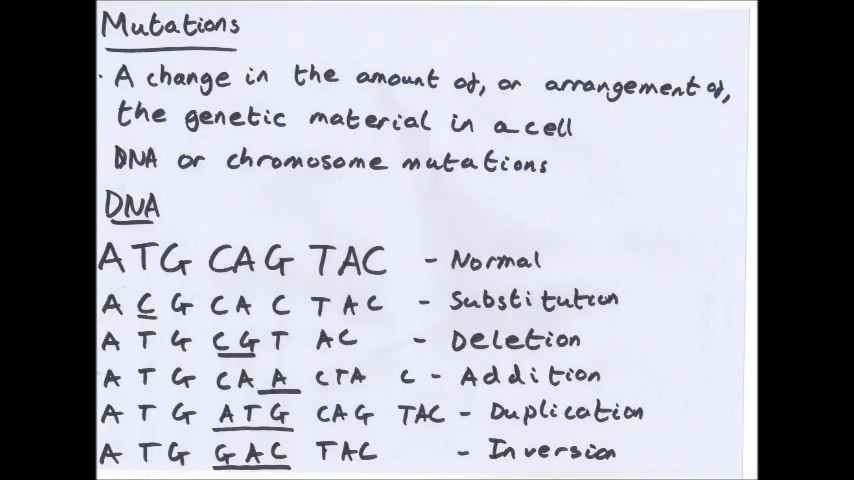 Mutations
· A change in the amount of, or arrangement of,
the genetic material in a cell
DNA or chromosome mutations
DNA
ATG CAG TAC - Normal
A C G CA C TAC - Substitution
A T G C G T AC - Deletion
A T G CA A CTA C - Addition
A T G ATG CAG TAC - Duplication
A T G GAC TAC - Inversion